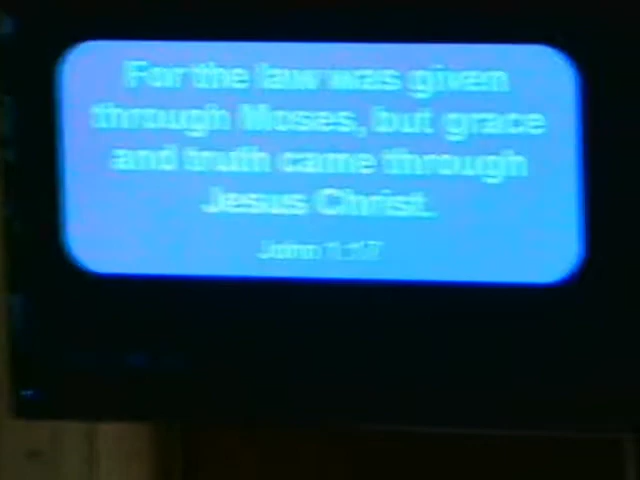 For the law was given
through Moses, but grace
and truth came through
Jesus Christ.
John 1:17